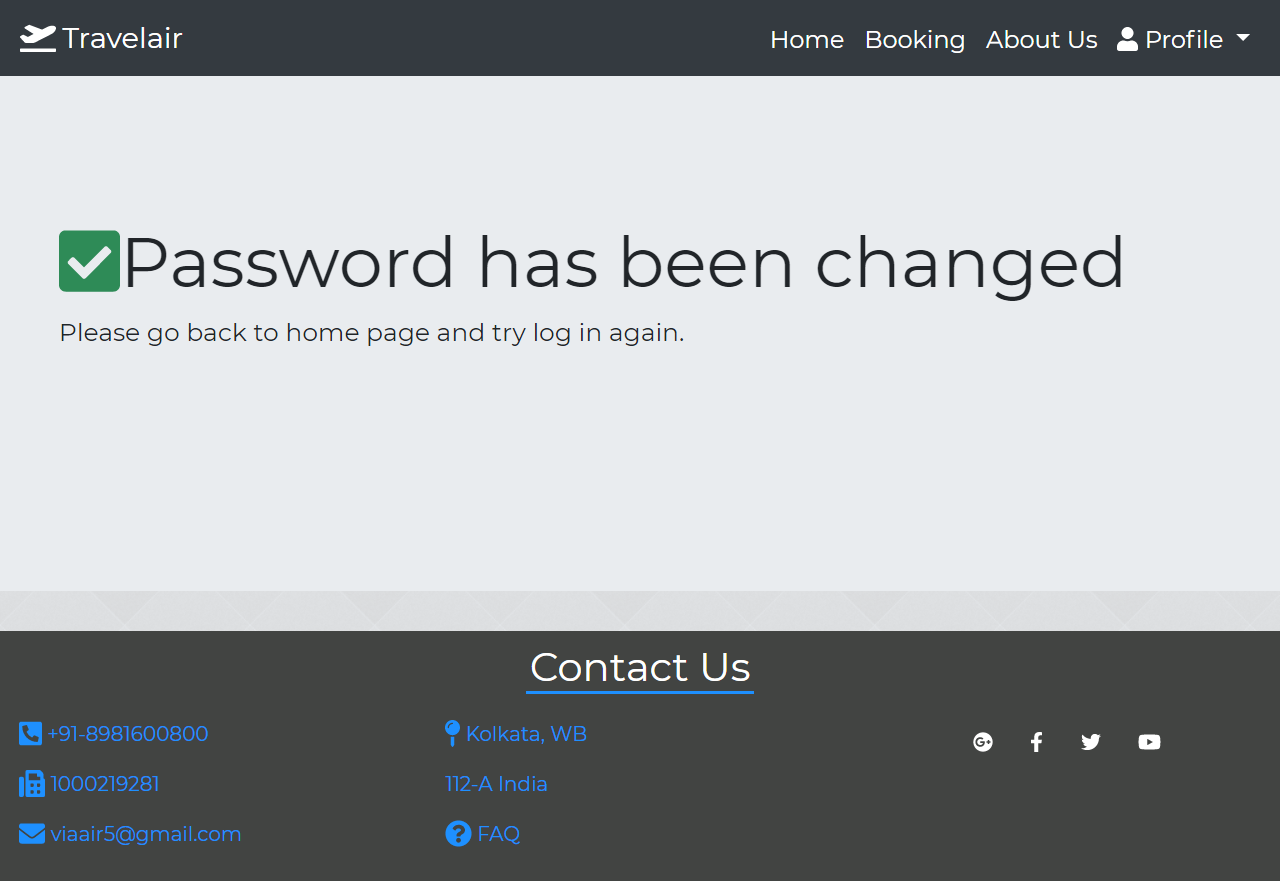 Travelair
Home Booking About Us Profile
Password has been changed
Please go back to home page and try log in again.
Contact Us
+91-8981600800
1000219281
viaair5@gmail.com
Kolkata, WB
112-A India
FAQ